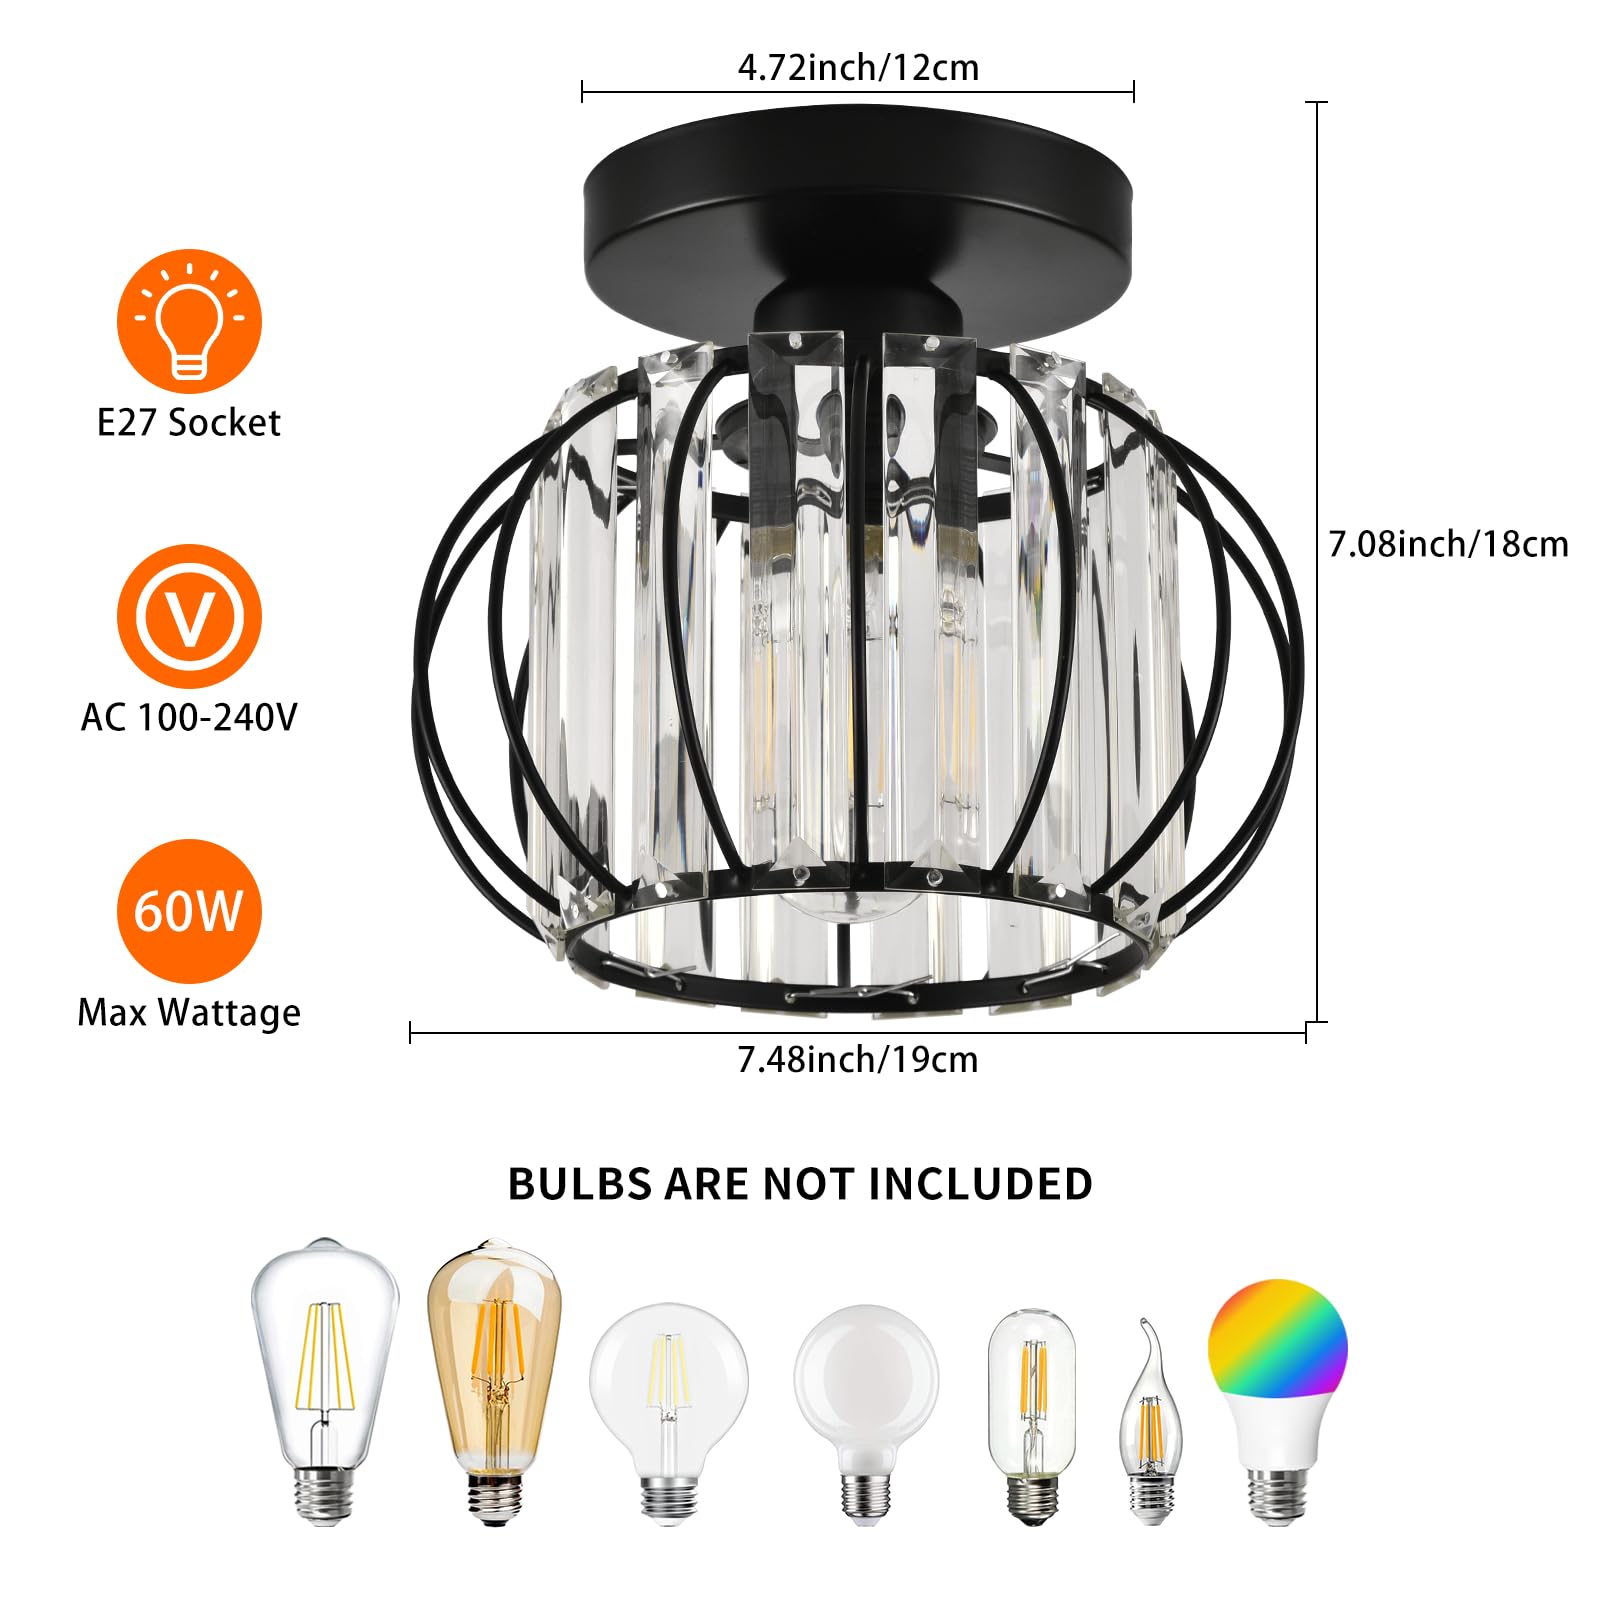 4.72inch/12cm
E27 Socket
7.08inch/18cm
V
AC 100-240V
60W
Max Wattage
7.48inch/19cm
BULBS ARE NOT INCLUDED